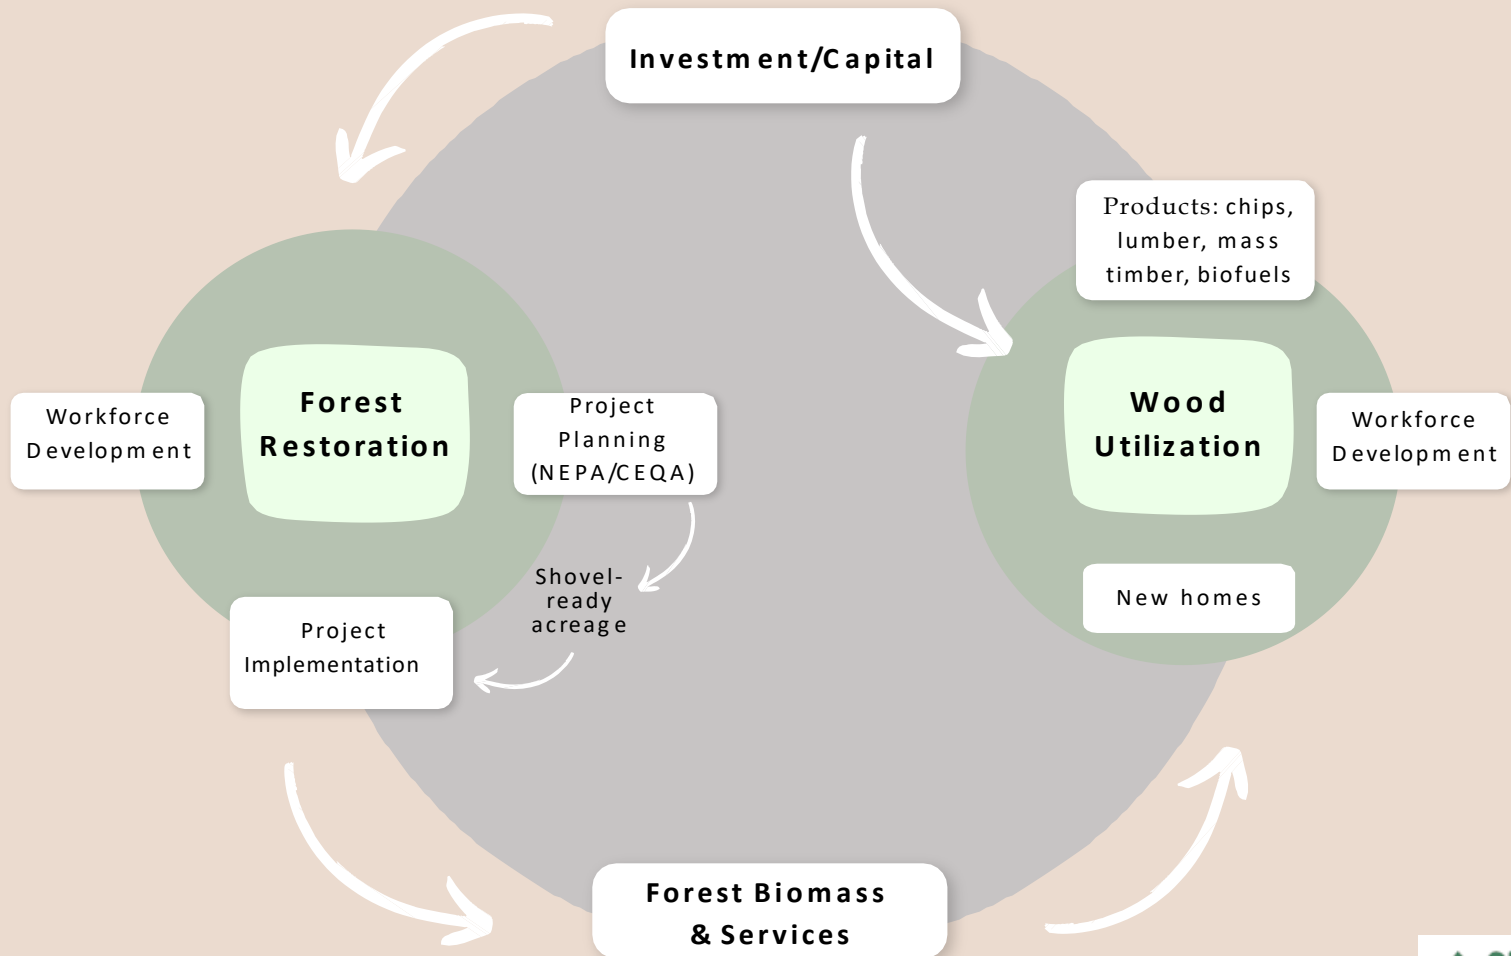 Investment/Capital
Products: chips,
lumber, mass
timber, biofuels
Forest
Restoration
Workforce
Development
Project
Planning
(NEPA/CEQA)
Wood
Utilization
Workforce
Development
Shovel-
ready
acreage
New homes
Project
Implementation
Forest Biomass
& Services